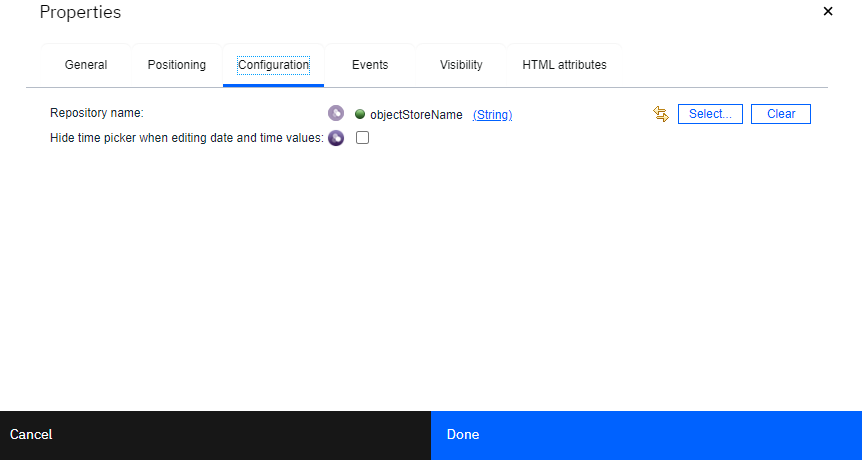 Properties
General Positioning Configuration Events Visibility HTML attributes
Repository name: objectStoreName (String) Select... Clear
Hide time picker when editing date and time values:
Cancel Done